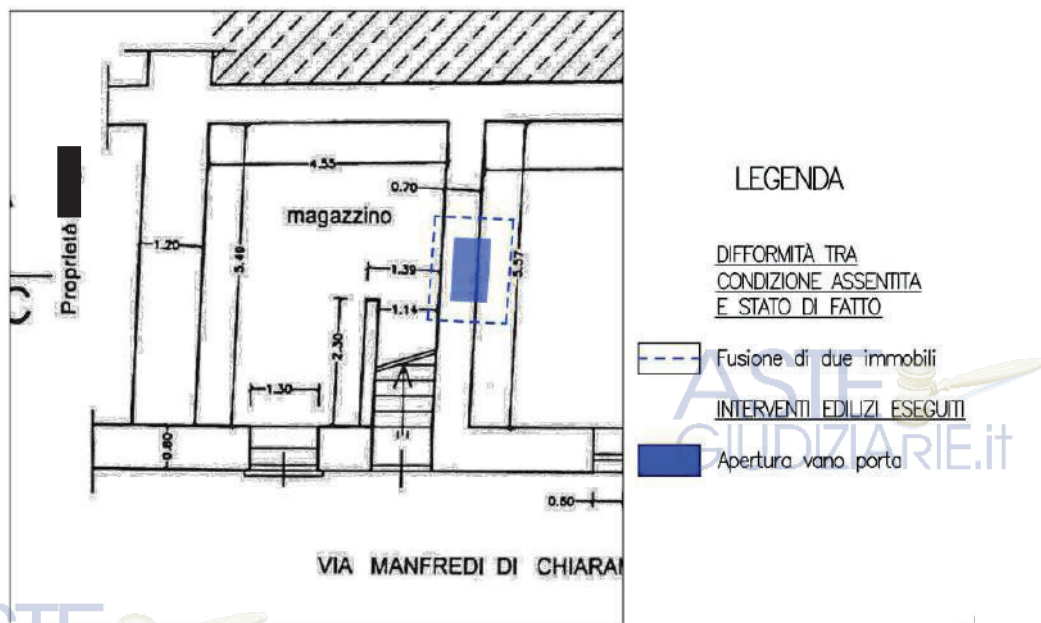 4.55
0.70
magazzino
Proprietà
1.20
5.40
1.39
5.57
1.14
2.30
1.30
0.80
0.50
VIA MANFREDI DI CHIARAM
LEGENDA
DIFFORMITÀ TRA
CONDIZIONE ASSENTITA
E STATO DI FATTO
Fusione di due immobili
INTERVENTI EDILIZI ESEGUITI
Apertura vano porta
ASTE
GIUDIZIARIE.it